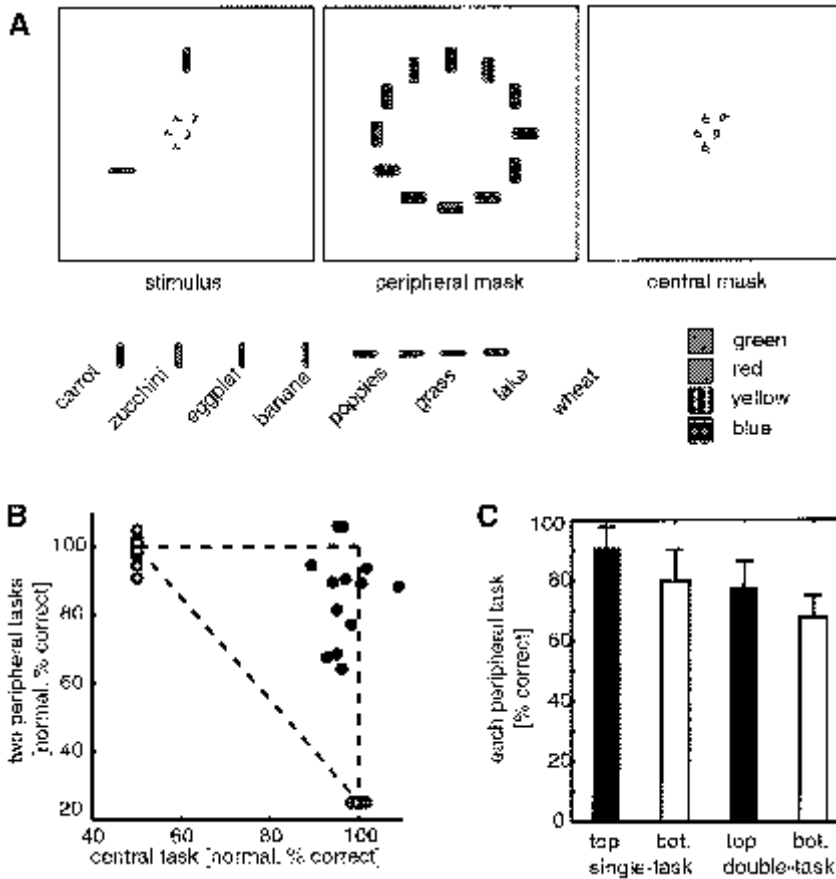 A
stimulus
peripheral mask
central mask
carrot
zucchini
eggplat
banana
poppies
grass
lake
wheat
green
red
yellow
blue
B
two peripheral tasks
[normal. % correct]
100
80
60
40
20
40
60
80
100
central task [normal. % correct]
C
each peripheral task
[% correct]
100
80
60
40
20
0
top
bot.
top
bot.
single-task
double-task